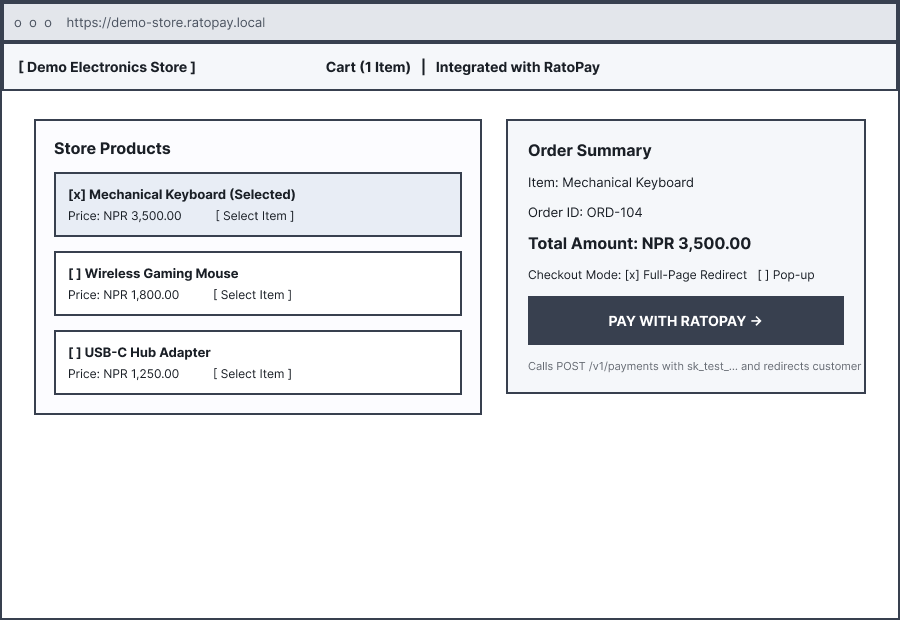 o o o https://demo-store.ratopay.local
[ Demo Electronics Store ] Cart (1 Item) | Integrated with RatoPay
Store Products
[x] Mechanical Keyboard (Selected)
Price: NPR 3,500.00 [ Select Item ]
[ ] Wireless Gaming Mouse
Price: NPR 1,800.00 [ Select Item ]
[ ] USB-C Hub Adapter
Price: NPR 1,250.00 [ Select Item ]
Order Summary
Item: Mechanical Keyboard
Order ID: ORD-104
Total Amount: NPR 3,500.00
Checkout Mode: [x] Full-Page Redirect [ ] Pop-up
PAY WITH RATOPAY →
Calls POST /v1/payments with sk_test_... and redirects customer